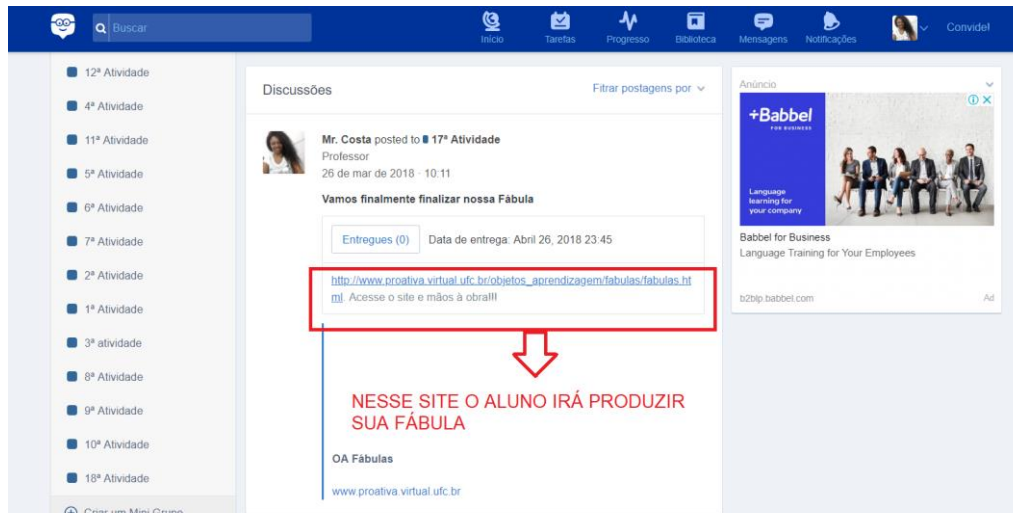 Buscar
Início
Tarefas
Progresso
Biblioteca
Mensagens
Notificações
Convide!
12ª Atividade
4ª Atividade
11ª Atividade
5ª Atividade
6ª Atividade
7ª Atividade
2ª Atividade
1ª Atividade
3ª atividade
8ª Atividade
9ª Atividade
10ª Atividade
18ª Atividade
Criar um Mini Grupo
Discussões
Fitrar postagens por
Mr. Costa posted to 17ª Atividade
Professor
26 de mar de 2018 · 10:11
Vamos finalmente finalizar nossa Fábula
Entregues (0)
Data de entrega: Abril 26, 2018 23:45
http://www.proativa.virtual.ufc.br/objetos_aprendizagem/fabulas/fabulas.ht
ml. Acesse o site e mãos à obra!!!
NESSE SITE O ALUNO IRÁ PRODUZIR
SUA FÁBULA
OA Fábulas
www.proativa.virtual.ufc.br
Anúncio
+Babbel
FOR BUSINESS
Language
learning for
your company
Babbel for Business
Language Training for Your Employees
b2blp.babbel.com
Ad